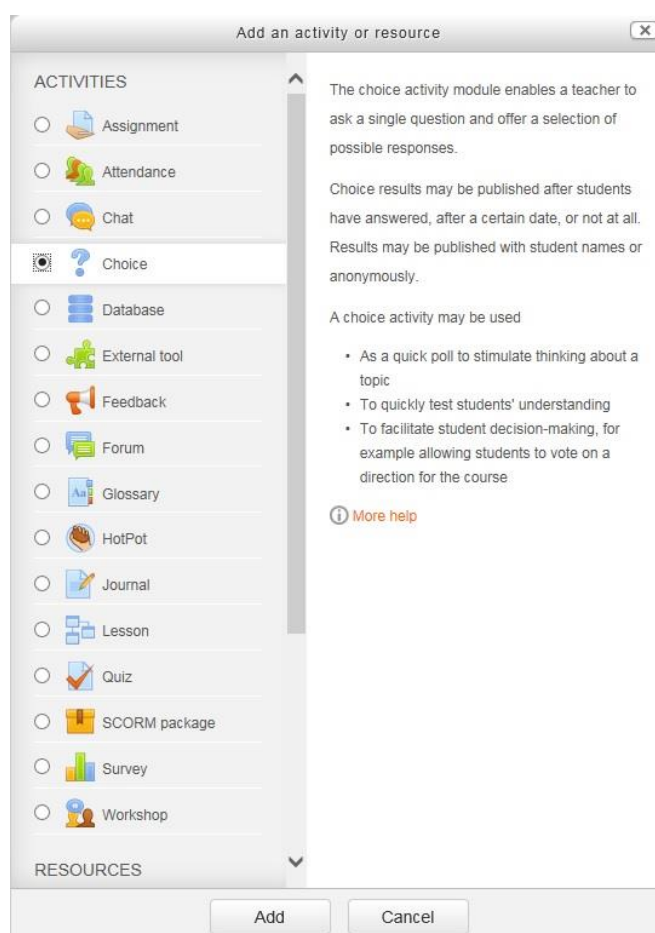 Add an activity or resource
ACTIVITIES
Assignment
Attendance
Chat
Choice
Database
External tool
Feedback
Forum
Aa
Glossary
HotPot
Journal
Lesson
Quiz
SCORM package
Survey
Workshop
RESOURCES
The choice activity module enables a teacher to
ask a single question and offer a selection of
possible responses.
Choice results may be published after students
have answered, after a certain date, or not at all.
Results may be published with student names or
anonymously.
A choice activity may be used
• As a quick poll to stimulate thinking about a
topic
• To quickly test students' understanding
• To facilitate student decision-making, for
example allowing students to vote on a
direction for the course
More help
Add
Cancel